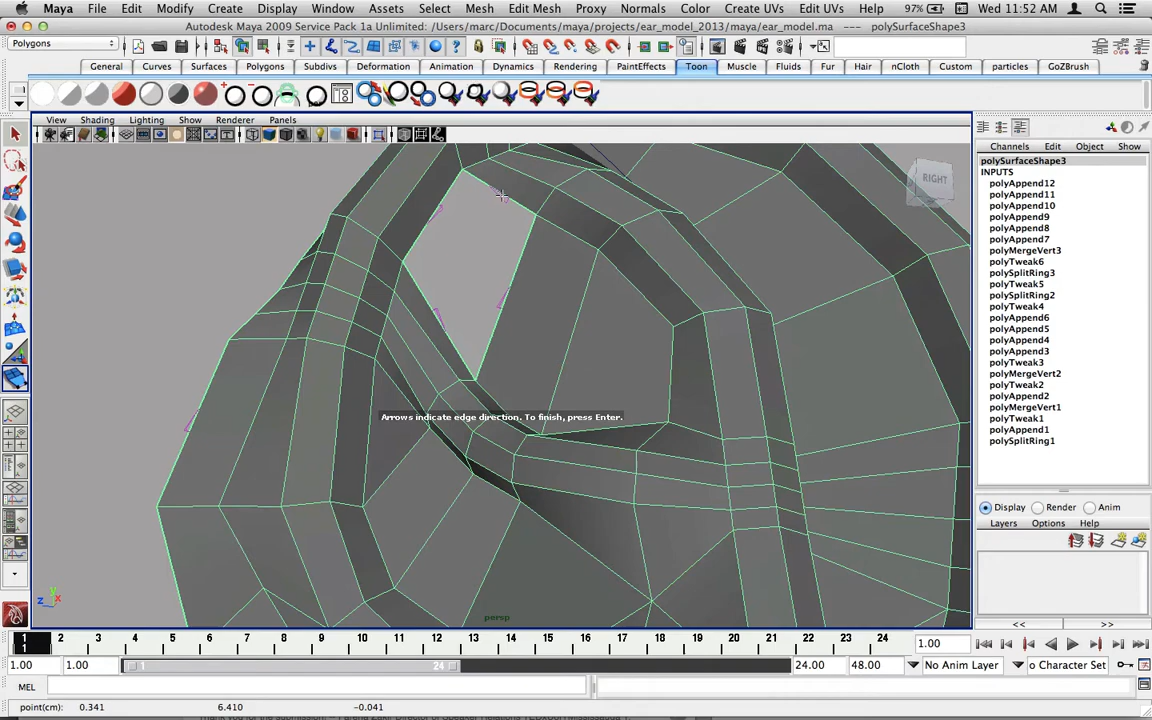 Maya File Edit Modify Create Display Window Assets Select Mesh Edit Mesh Proxy Normals Color Create UVs Edit UVs 97% Wed 11:52 AM
Autodesk Maya 2009 Service Pack 1a Unlimited: /Users/marc/Documents/maya/projects/ear_model_2013/maya/ear_model.ma --- polySurfaceShape3
Polygons
General Curves Surfaces Polygons Subdivs Deformation Animation Dynamics Rendering PaintEffects Toon Muscle Fluids Fur Hair nCloth Custom particles GoZBrush
View Shading Lighting Show Renderer Panels
Channels Edit Object Show
polySurfaceShape3
INPUTS
polyAppend12
polyAppend11
polyAppend10
polyAppend9
polyAppend8
polyAppend7
polyMergeVert3
polyTweak6
polySplitRing3
polyTweak5
polySplitRing2
polyTweak4
polyAppend6
polyAppend5
polyAppend4
polyAppend3
polyTweak3
polyMergeVert2
polyTweak2
polyAppend2
polyMergeVert1
polyTweak1
polyAppend1
polySplitRing1
RIGHT
Arrows indicate edge direction. To finish, press Enter.
Display Render Anim
Layers Options Help
y
z x
persp
<< >>
1 2 3 4 5 6 7 8 9 10 11 12 13 14 15 16 17 18 19 20 21 22 23 24
1 1.00
1.00 1.00 1 24 24.00 48.00 No Anim Layer o Character Set
MEL
point(cm): 0.341 6.410 -0.041